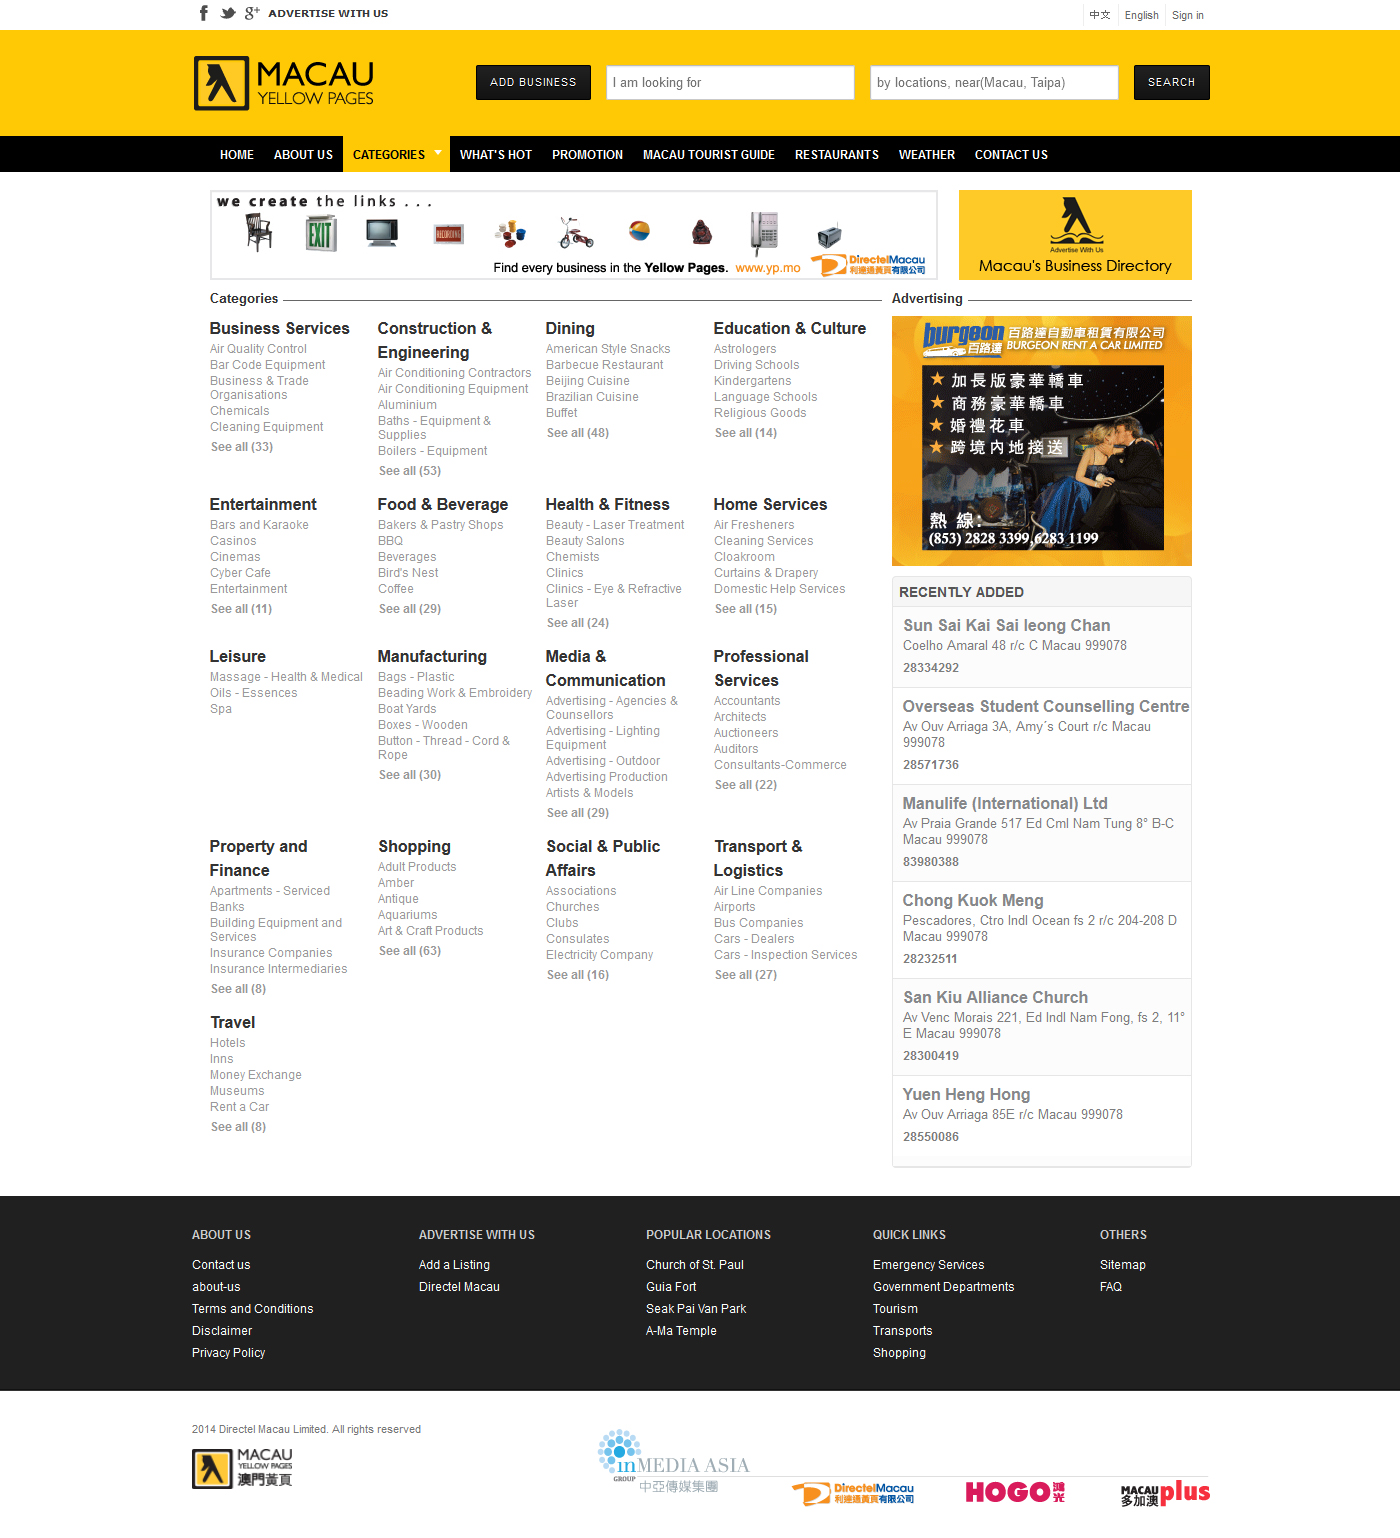 ADVERTISE WITH US
中文
English
Sign in
MACAU
YELLOW PAGES
ADD BUSINESS
I am looking for
by locations, near(Macau, Taipa)
SEARCH
HOME
ABOUT US
CATEGORIES
WHAT'S HOT
PROMOTION
MACAU TOURIST GUIDE
RESTAURANTS
WEATHER
CONTACT US
we create the links . . .
EXIT
RECORDING
Find every business in the Yellow Pages. www.yp.mo
DirectelMacau
利達通黃頁有限公司
Advertise With Us
Macau's Business Directory
Categories
Business Services
Air Quality Control
Bar Code Equipment
Business & Trade
Organisations
Chemicals
Cleaning Equipment
See all (33)
Construction &
Engineering
Air Conditioning Contractors
Air Conditioning Equipment
Aluminium
Baths - Equipment &
Supplies
Boilers - Equipment
See all (53)
Dining
American Style Snacks
Barbecue Restaurant
Beijing Cuisine
Brazilian Cuisine
Buffet
See all (48)
Education & Culture
Astrologers
Driving Schools
Kindergartens
Language Schools
Religious Goods
See all (14)
Entertainment
Bars and Karaoke
Casinos
Cinemas
Cyber Cafe
Entertainment
See all (11)
Food & Beverage
Bakers & Pastry Shops
BBQ
Beverages
Bird's Nest
Coffee
See all (29)
Health & Fitness
Beauty - Laser Treatment
Beauty Salons
Chemists
Clinics
Clinics - Eye & Refractive
Laser
See all (24)
Home Services
Air Fresheners
Cleaning Services
Cloakroom
Curtains & Drapery
Domestic Help Services
See all (15)
Leisure
Massage - Health & Medical
Oils - Essences
Spa
Manufacturing
Bags - Plastic
Beading Work & Embroidery
Boat Yards
Boxes - Wooden
Button - Thread - Cord &
Rope
See all (30)
Media &
Communication
Advertising - Agencies &
Counsellors
Advertising - Lighting
Equipment
Advertising - Outdoor
Advertising Production
Artists & Models
See all (29)
Professional
Services
Accountants
Architects
Auctioneers
Auditors
Consultants-Commerce
See all (22)
Property and
Finance
Apartments - Serviced
Banks
Building Equipment and
Services
Insurance Companies
Insurance Intermediaries
See all (8)
Shopping
Adult Products
Amber
Antique
Aquariums
Art & Craft Products
See all (63)
Social & Public
Affairs
Associations
Churches
Clubs
Consulates
Electricity Company
See all (16)
Transport &
Logistics
Air Line Companies
Airports
Bus Companies
Cars - Dealers
Cars - Inspection Services
See all (27)
Travel
Hotels
Inns
Money Exchange
Museums
Rent a Car
See all (8)
Advertising
burgeon
百路達
百路達自動車租賃有限公司
BURGEON RENT A CAR LIMITED
加長版豪華轎車
商務豪華轎車
婚禮花車
跨境內地接送
熱 線:
(853) 2828 3399,6283 1199
RECENTLY ADDED
Sun Sai Kai Sai Ieong Chan
Coelho Amaral 48 r/c C Macau 999078
28334292
Overseas Student Counselling Centre
Av Ouv Arriaga 3A, Amy´s Court r/c Macau
999078
28571736
Manulife (International) Ltd
Av Praia Grande 517 Ed Cml Nam Tung 8° B-C
Macau 999078
83980388
Chong Kuok Meng
Pescadores, Ctro Indl Ocean fs 2 r/c 204-208 D
Macau 999078
28232511
San Kiu Alliance Church
Av Venc Morais 221, Ed Indl Nam Fong, fs 2, 11°
E Macau 999078
28300419
Yuen Heng Hong
Av Ouv Arriaga 85E r/c Macau 999078
28550086
ABOUT US
Contact us
about-us
Terms and Conditions
Disclaimer
Privacy Policy
ADVERTISE WITH US
Add a Listing
Directel Macau
POPULAR LOCATIONS
Church of St. Paul
Guia Fort
Seak Pai Van Park
A-Ma Temple
QUICK LINKS
Emergency Services
Government Departments
Tourism
Transports
Shopping
OTHERS
Sitemap
FAQ
2014 Directel Macau Limited. All rights reserved
MACAU
YELLOW PAGES
澳門黃頁
inMEDIA ASIA
GROUP
中亞傳媒集團
DirectelMacau
利達通黃頁有限公司
HOGO鴻光
MACAU
多加澳
plus